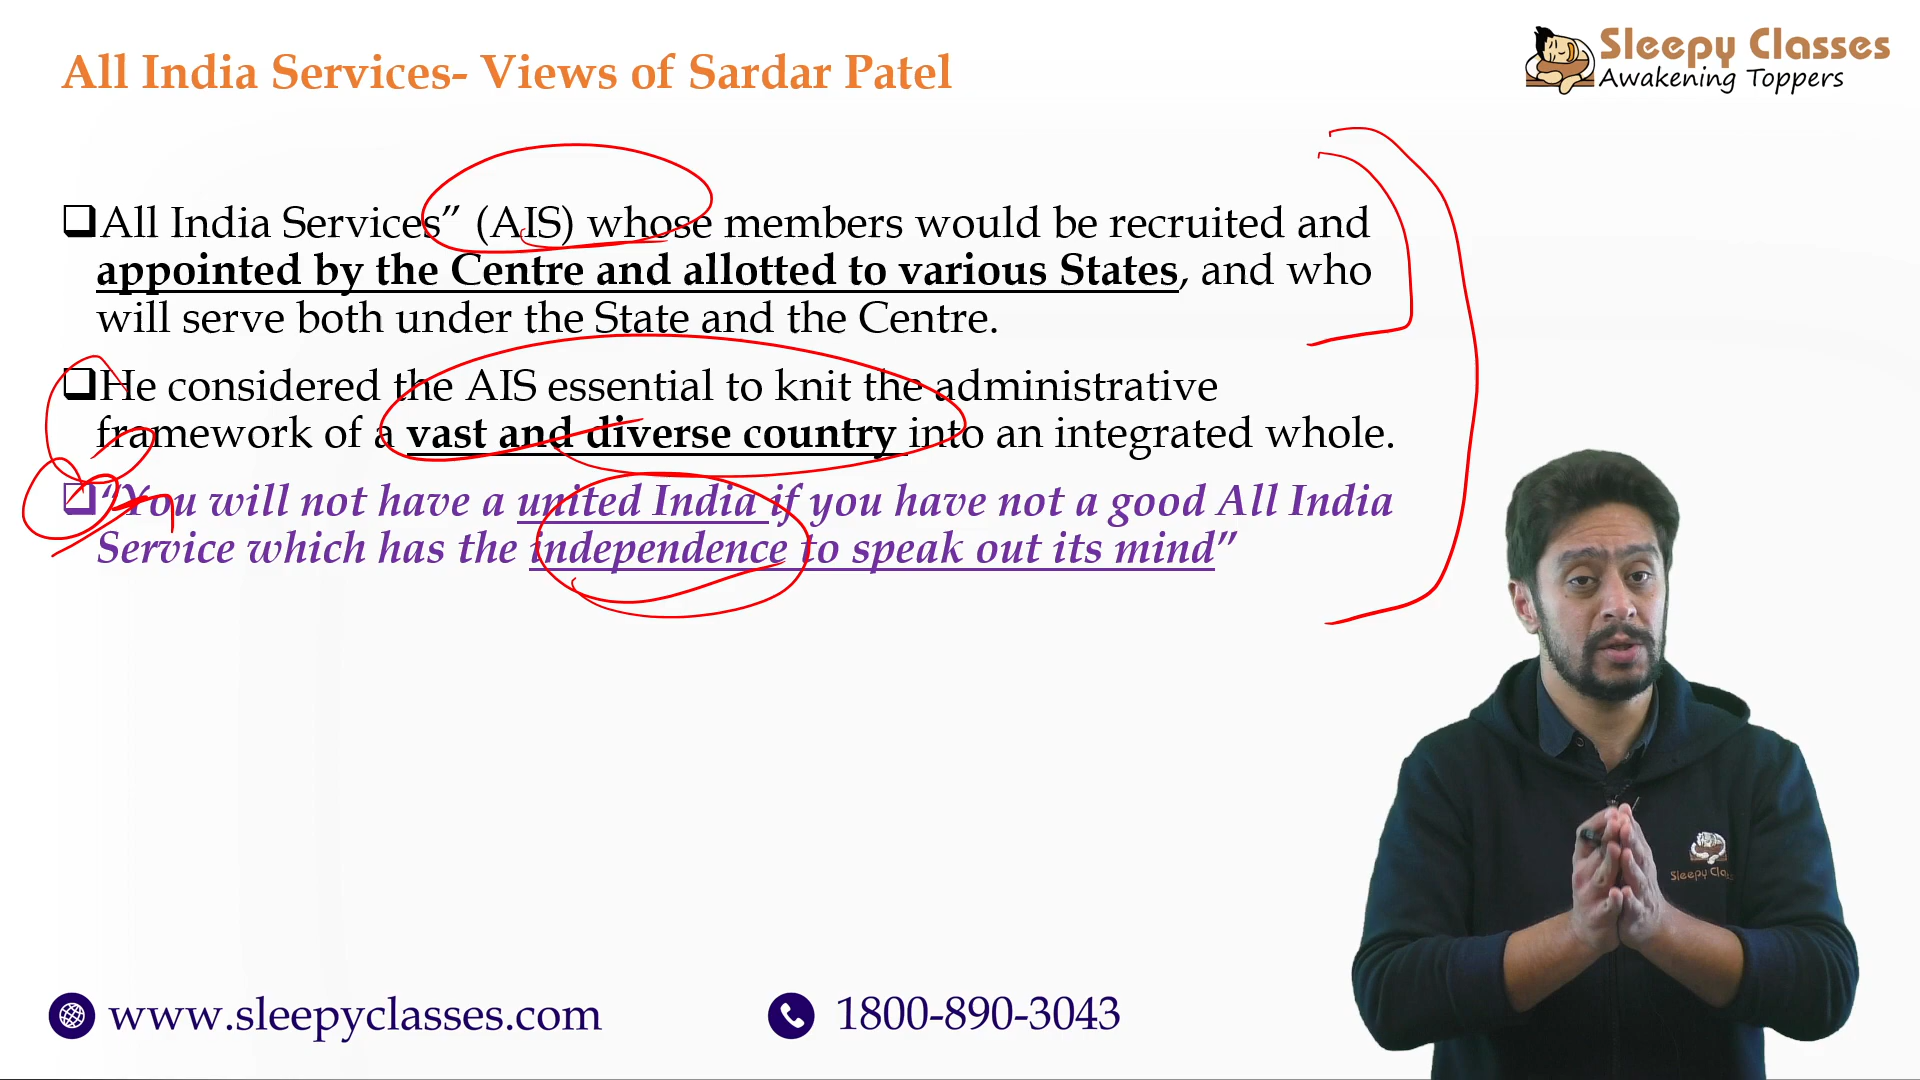 All India Services- Views of Sardar Patel
Sleepy Classes
Awakening Toppers
All India Services” (AIS) whose members would be recruited and
appointed by the Centre and allotted to various States, and who
will serve both under the State and the Centre.
He considered the AIS essential to knit the administrative
framework of a vast and diverse country into an integrated whole.
“You will not have a united India if you have not a good All India
Service which has the independence to speak out its mind”
Sleepy
www.sleepyclasses.com
1800-890-3043